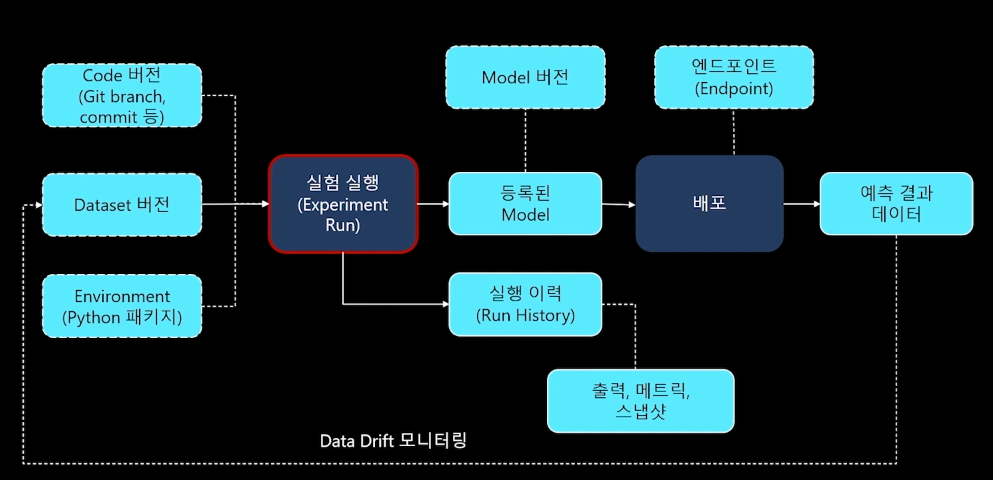 Code 버전
(Git branch,
commit 등)
Model 버전
엔드포인트
(Endpoint)
Dataset 버전
실험 실행
(Experiment
Run)
등록된
Model
배포
예측 결과
데이터
Environment
(Python 패키지)
실행 이력
(Run History)
출력, 메트릭,
스냅샷
Data Drift 모니터링